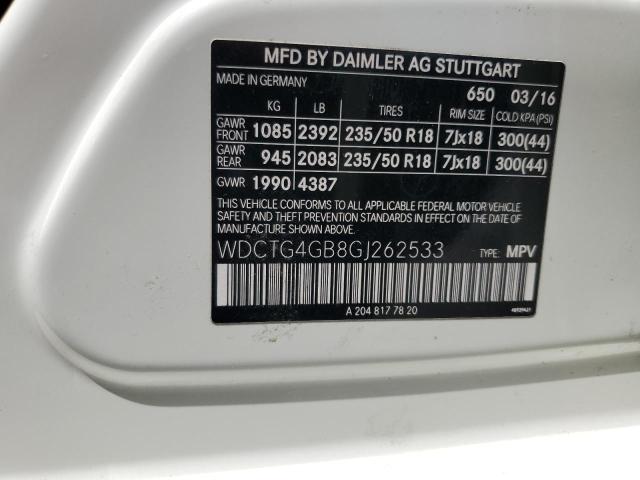 MFD BY DAIMLER AG STUTTGART
MADE IN GERMANY 650 03/16
KG LB TIRES RIM SIZE COLD KPA (PSI)
GAWR FRONT 1085 2392 235/50 R18 7Jx18 300(44)
GAWR REAR 945 2083 235/50 R18 7Jx18 300(44)
GVWR 1990 4387
THIS VEHICLE CONFORMS TO ALL APPLICABLE FEDERAL MOTOR VEHICLE
SAFETY AND THEFT PREVENTION STANDARDS IN EFFECT ON THE DATE
OF MANUFACTURE SHOWN ABOVE.
WDCTG4GB8GJ262533 TYPE: MPV
A 204 817 78 20